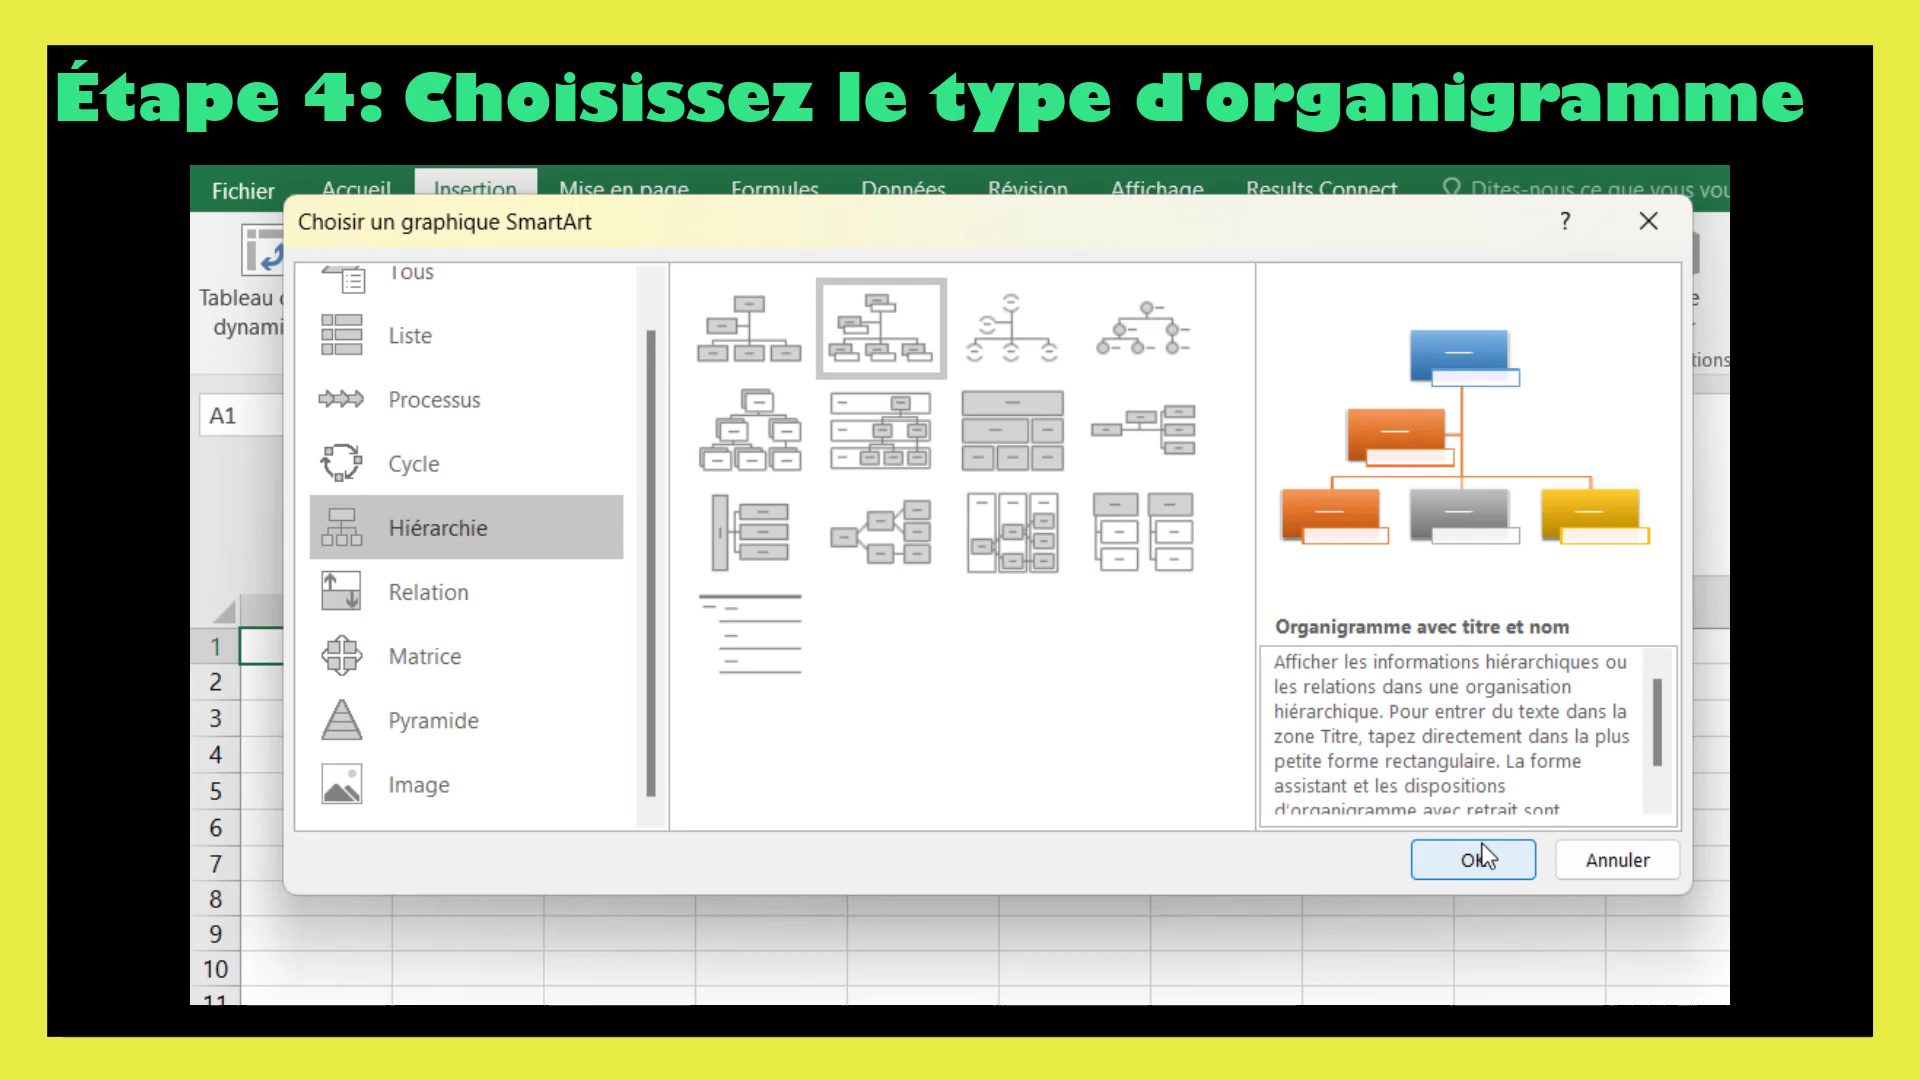 Étape 4: Choisissez le type d'organigramme
Fichier Accueil Insertion Mise en page Formules Données Révision Affichage Results Connect Dites-nous ce que vous vou
Choisir un graphique SmartArt ?
Tableau
dynami
A1
Tous
Liste
Processus
Cycle
Hiérarchie
Relation
Matrice
Pyramide
Image
tions
Organigramme avec titre et nom
Afficher les informations hiérarchiques ou
les relations dans une organisation
hiérarchique. Pour entrer du texte dans la
zone Titre, tapez directement dans la plus
petite forme rectangulaire. La forme
assistant et les dispositions
d'organigramme avec retrait sont
OK Annuler
1
2
3
4
5
6
7
8
9
10
11